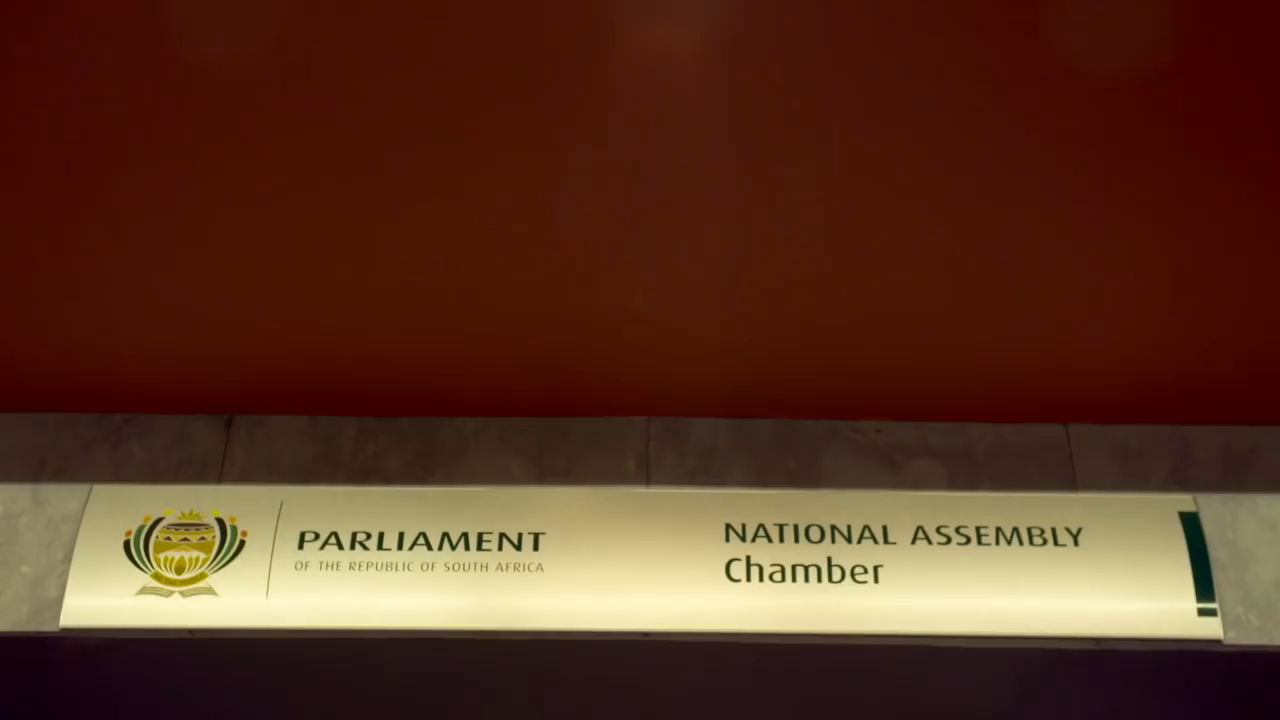 PARLIAMENT
OF THE REPUBLIC OF SOUTH AFRICA
NATIONAL ASSEMBLY
Chamber